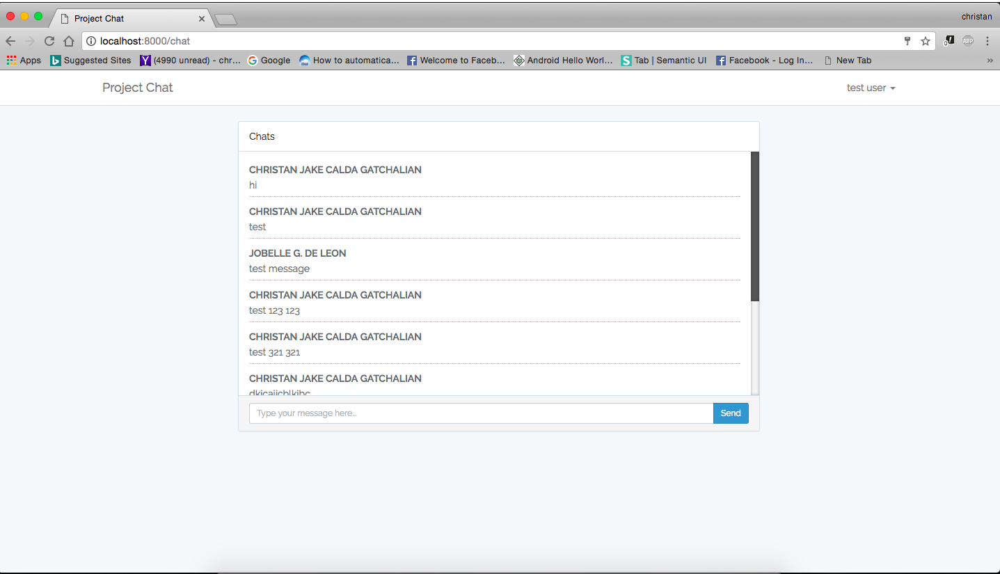 Project Chat
christan
localhost:8000/chat
ABP
Apps Suggested Sites (4990 unread) - chr... Google How to automatica... Welcome to Faceb... Android Hello Worl... Tab | Semantic UI Facebook - Log In... New Tab »
Project Chat
test user
Chats
CHRISTAN JAKE CALDA GATCHALIAN
hi
CHRISTAN JAKE CALDA GATCHALIAN
test
JOBELLE G. DE LEON
test message
CHRISTAN JAKE CALDA GATCHALIAN
test 123 123
CHRISTAN JAKE CALDA GATCHALIAN
test 321 321
CHRISTAN JAKE CALDA GATCHALIAN
Type your message here...
Send